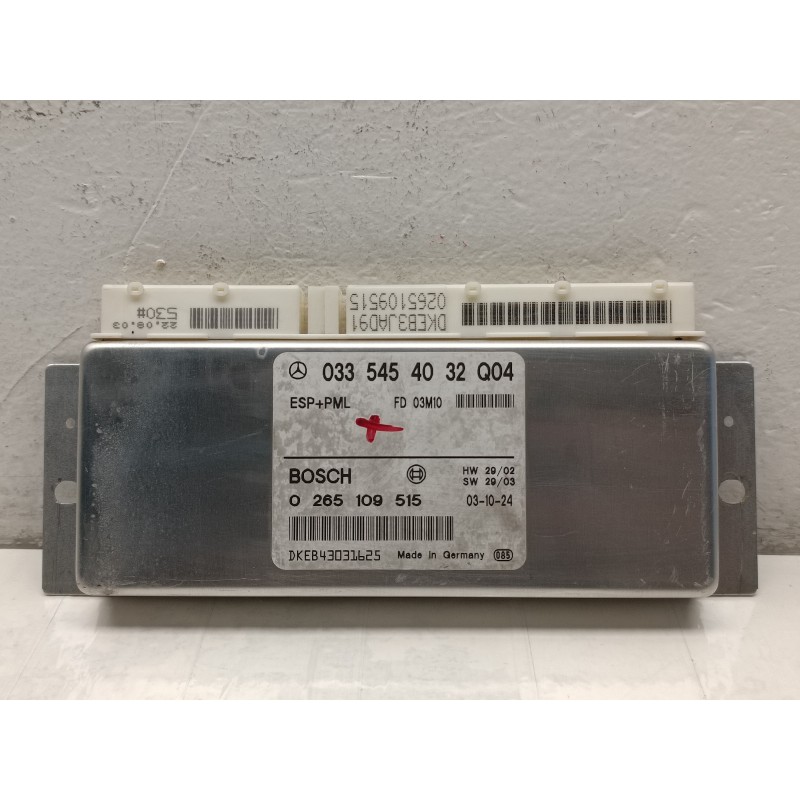 22.09.03
530#
DKEB3JAD91
0265109515
033 545 40 32 Q04
ESP+PML FD 03M10
BOSCH HW 29/02
SW 29/03
0 265 109 515 03-10-24
DKEB43031625 Made in Germany 085